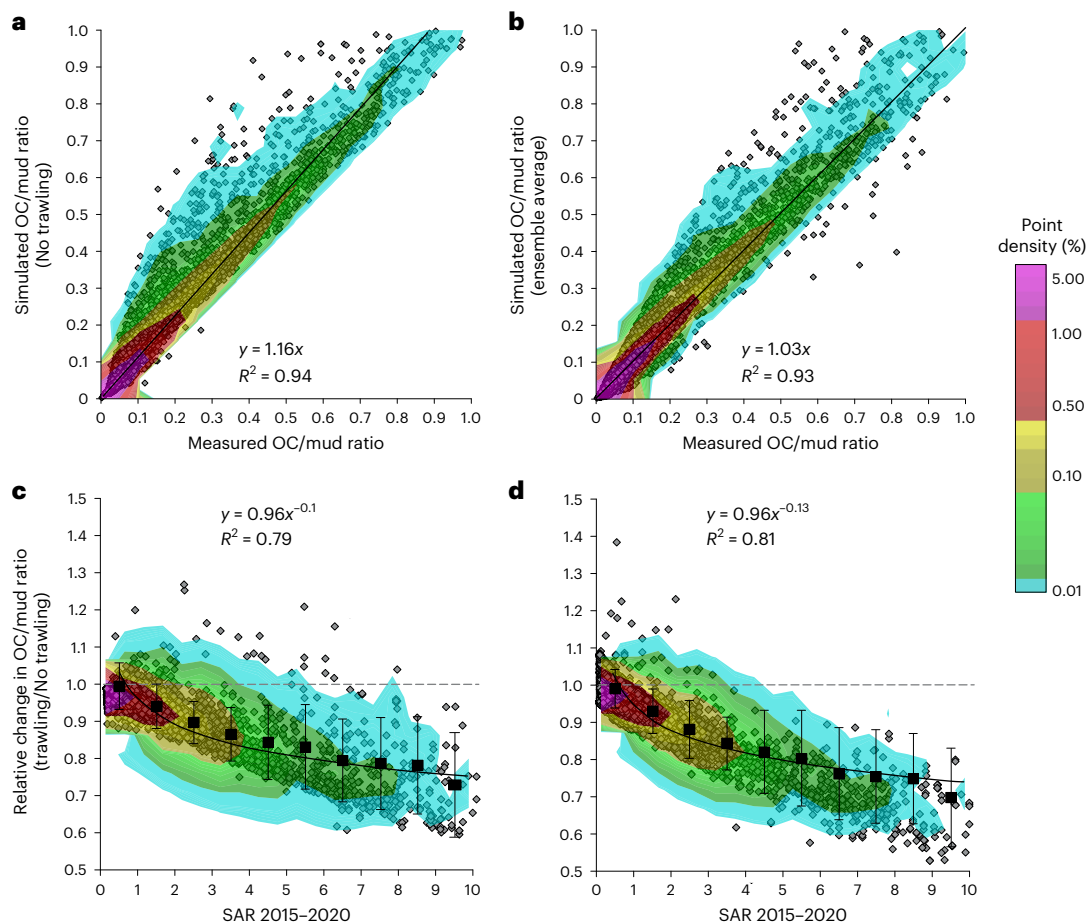 a
1.0
0.9
0.8
0.7
0.6
0.5
0.4
0.3
0.2
0.1
0
Simulated OC/mud ratio
(No trawling)
y = 1.16x
R² = 0.94
0 0.1 0.2 0.3 0.4 0.5 0.6 0.7 0.8 0.9 1.0
Measured OC/mud ratio
b
1.0
0.9
0.8
0.7
0.6
0.5
0.4
0.3
0.2
0.1
0
Simulated OC/mud ratio
(ensemble average)
y = 1.03x
R² = 0.93
0 0.1 0.2 0.3 0.4 0.5 0.6 0.7 0.8 0.9 1.0
Measured OC/mud ratio
Point
density (%)
5.00
1.00
0.50
0.10
0.01
c
1.5
1.4
1.3
1.2
1.1
1.0
0.9
0.8
0.7
0.6
0.5
Relative change in OC/mud ratio
(trawling/No trawling)
y = 0.96x⁻⁰·¹
R² = 0.79
0 1 2 3 4 5 6 7 8 9 10
SAR 2015–2020
d
1.5
1.4
1.3
1.2
1.1
1.0
0.9
0.8
0.7
0.6
0.5
y = 0.96x⁻⁰·¹³
R² = 0.81
0 1 2 3 4 5 6 7 8 9 10
SAR 2015–2020